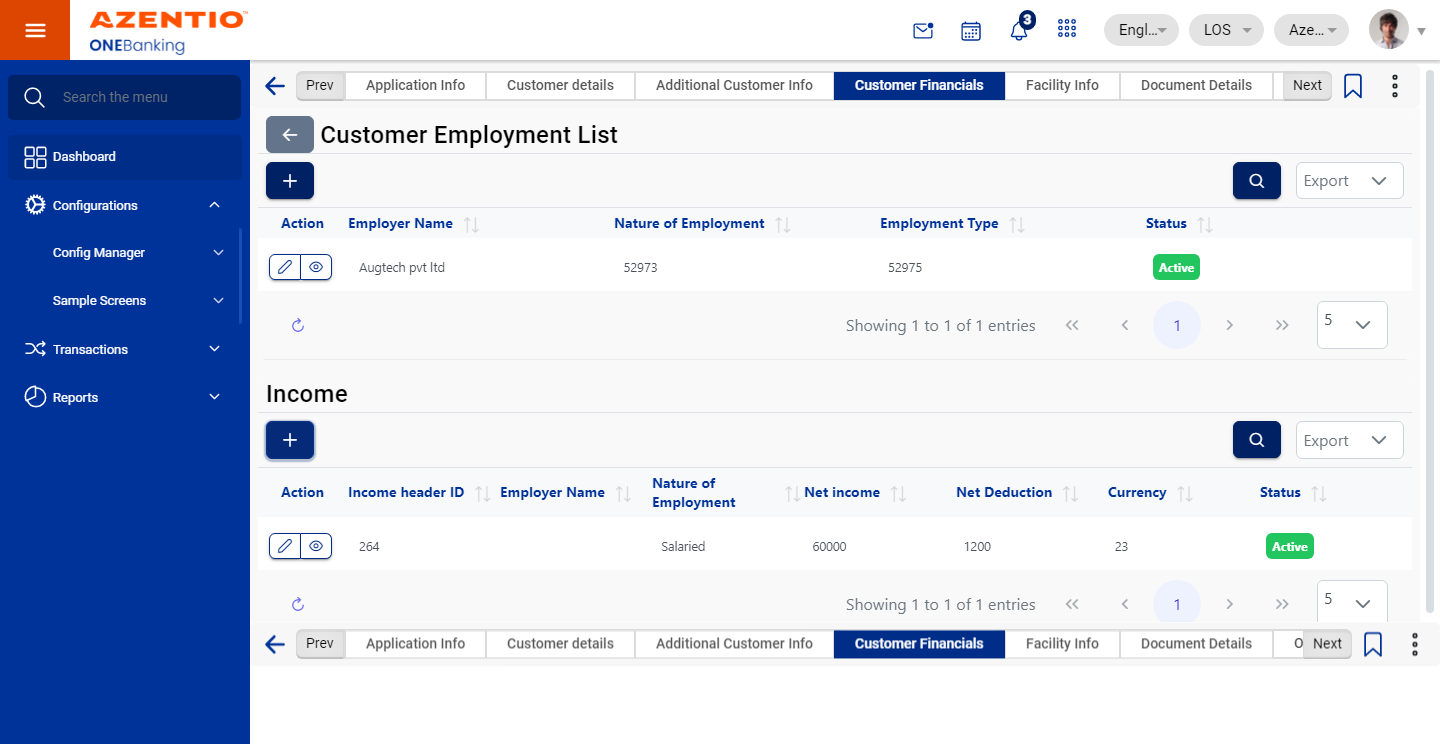 AZENTIO™
ONEBanking
3
Engl...
LOS
Aze...
Search the menu
Dashboard
Configurations
Config Manager
Sample Screens
Transactions
Reports
Prev Application Info Customer details Additional Customer Info Customer Financials Facility Info Document Details Next
Customer Employment List
Export
Action Employer Name Nature of Employment Employment Type Status
Augtech pvt ltd 52973 52975 Active
Showing 1 to 1 of 1 entries 1 5
Income
Export
Action Income header ID Employer Name Nature of Employment Net income Net Deduction Currency Status
264 Salaried 60000 1200 23 Active
Showing 1 to 1 of 1 entries 1 5
Prev Application Info Customer details Additional Customer Info Customer Financials Facility Info Document Details O Next